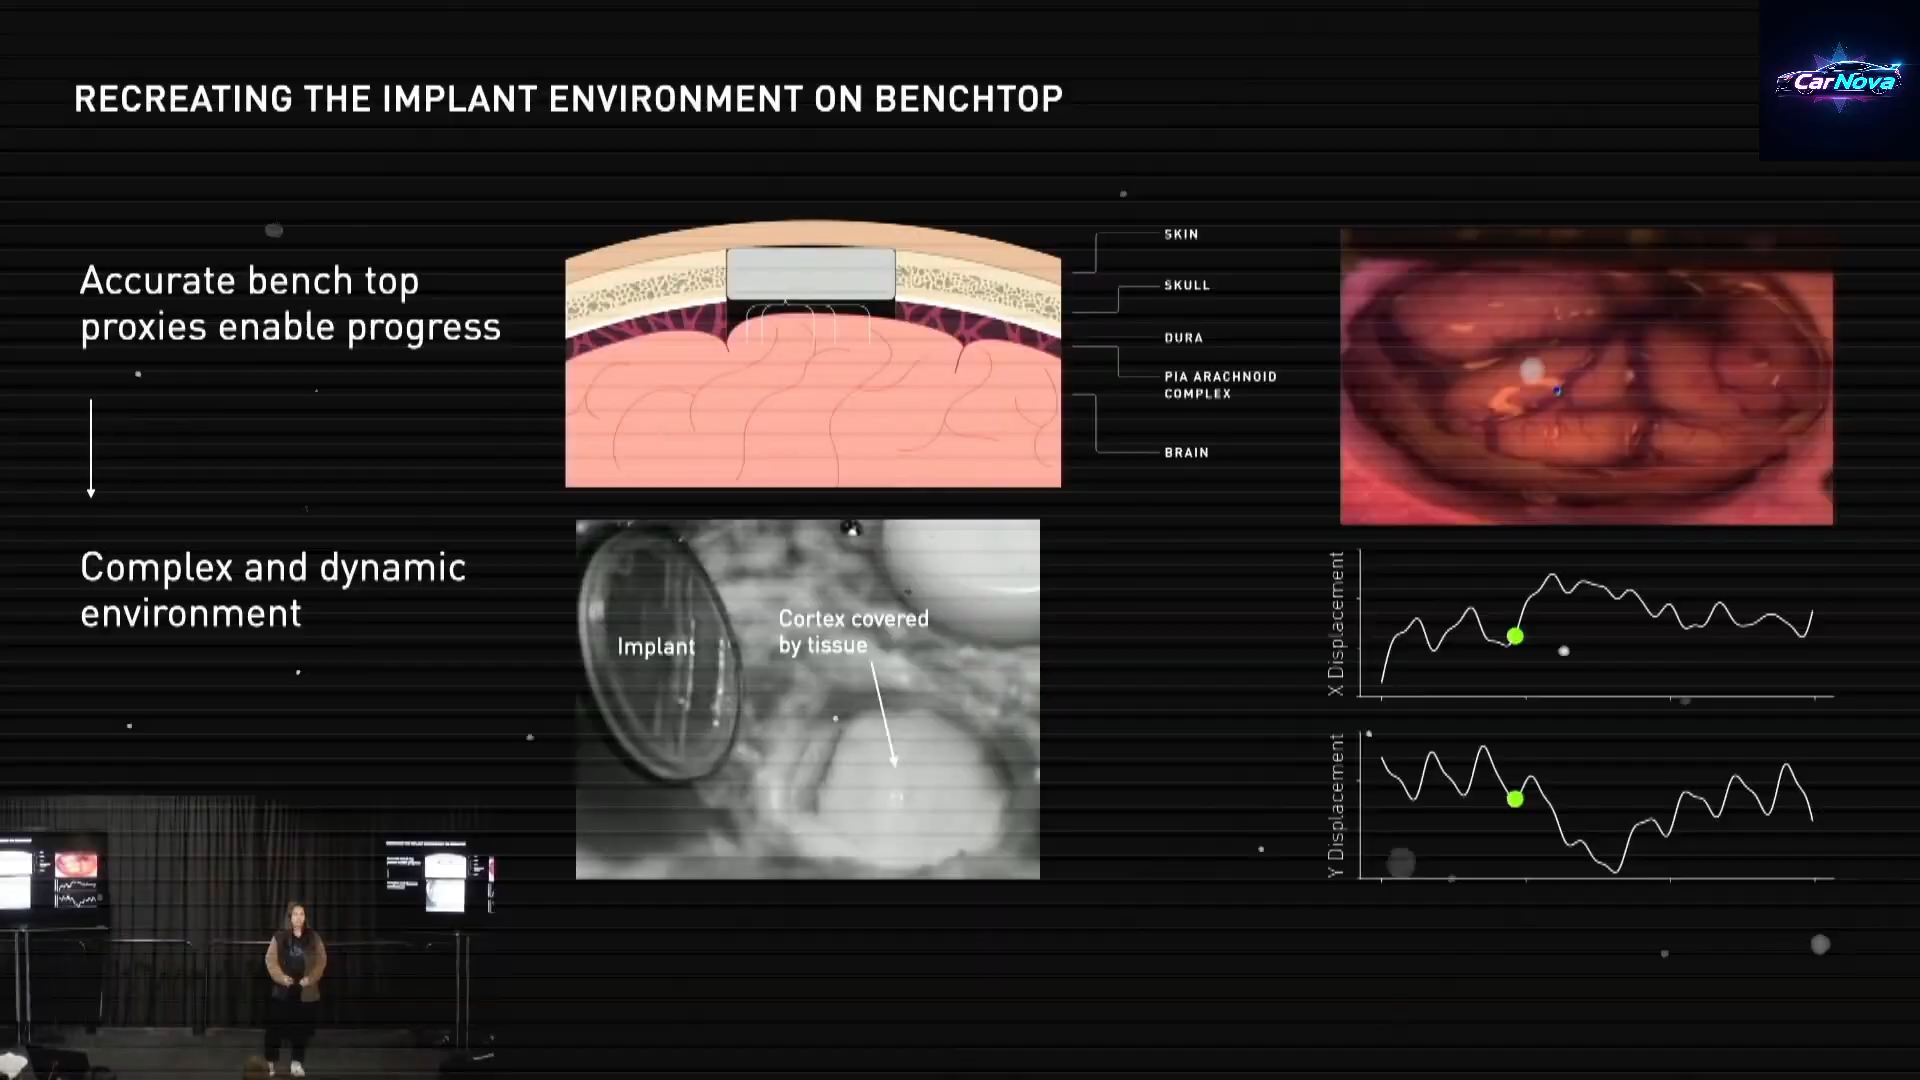 RECREATING THE IMPLANT ENVIRONMENT ON BENCHTOP
CarNova
Accurate bench top
proxies enable progress
Complex and dynamic
environment
SKIN
SKULL
DURA
PIA ARACHNOID
COMPLEX
BRAIN
Implant
Cortex covered
by tissue
X Displacement
Y Displacement